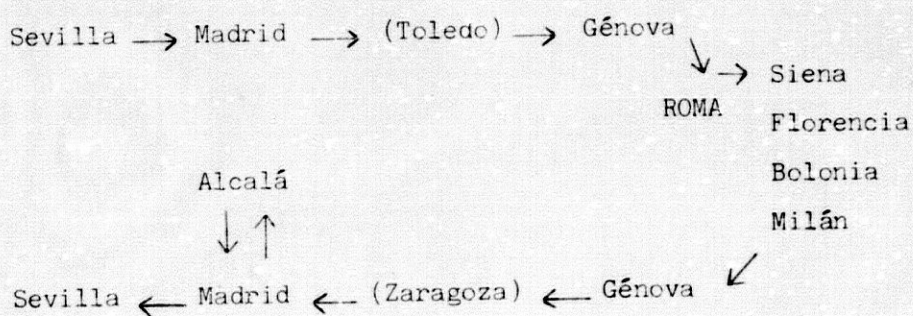 Sevilla → Madrid → (Toledo) → Génova
↘ → Siena
ROMA
Florencia
Alcalá
Bolonia
↓ ↑
Milán
↙
Sevilla ← Madrid ← (Zaragoza) ← Génova